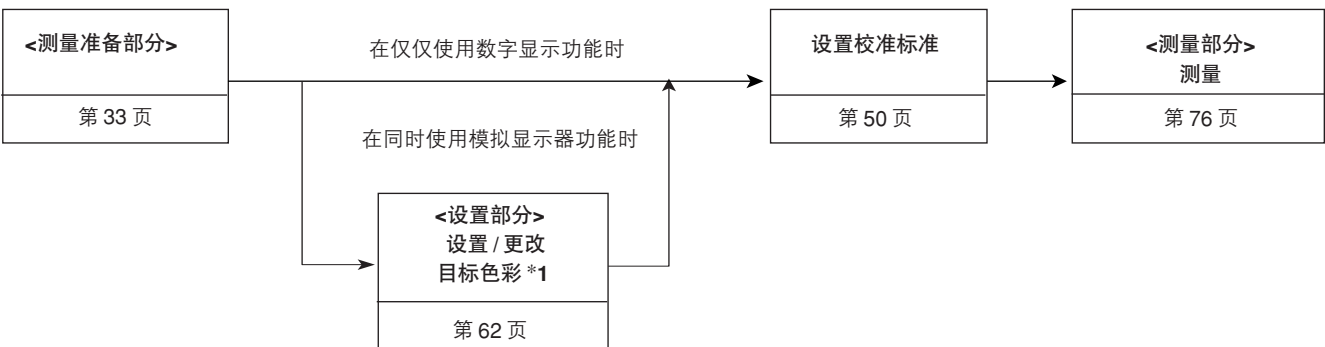 <测量准备部分>
第 33 页
在仅仅使用数字显示功能时
在同时使用模拟显示器功能时
<设置部分>
设置 / 更改
目标色彩 *1
第 62 页
设置校准标准
第 50 页
<测量部分>
测量
第 76 页